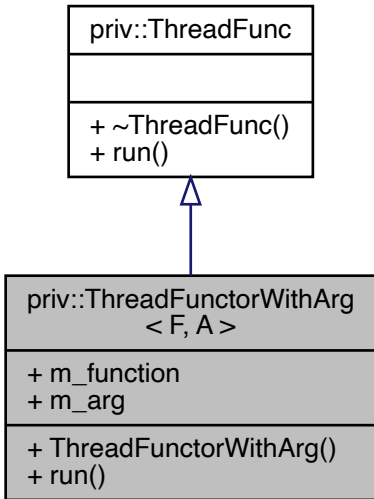 priv::ThreadFunc
+ ~ThreadFunc()
+ run()
priv::ThreadFunctorWithArg
< F, A >
+ m_function
+ m_arg
+ ThreadFunctorWithArg()
+ run()